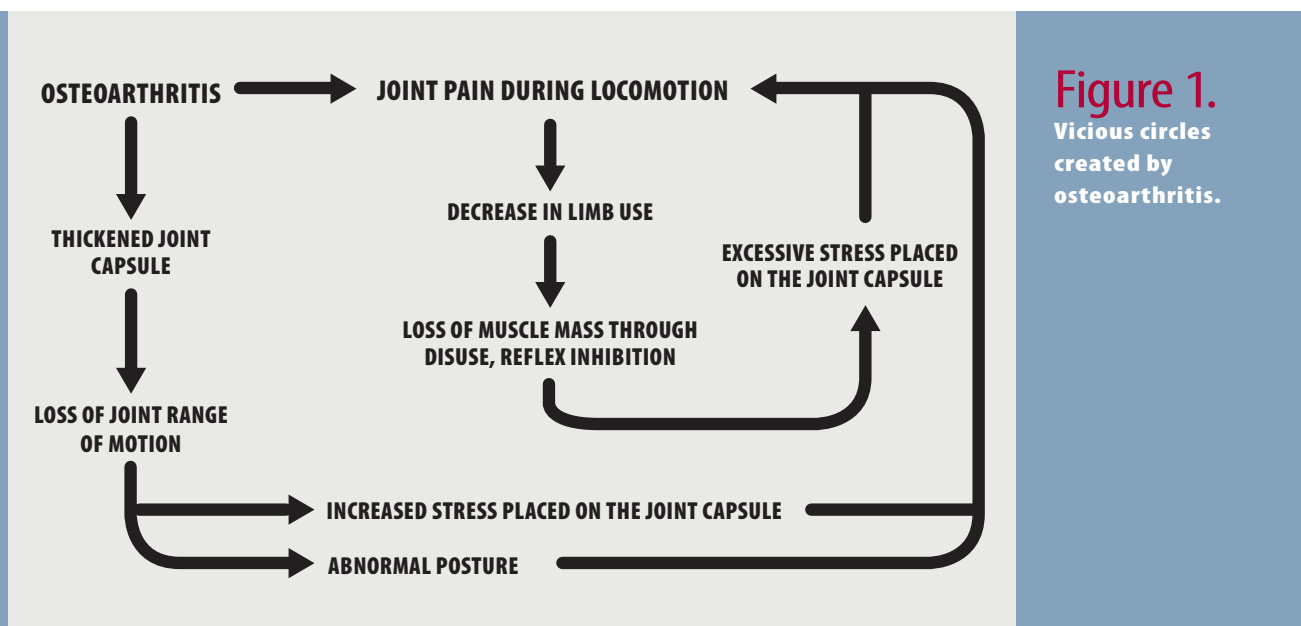 OSTEOARTHRITIS
JOINT PAIN DURING LOCOMOTION
THICKENED JOINT
CAPSULE
DECREASE IN LIMB USE
EXCESSIVE STRESS PLACED
ON THE JOINT CAPSULE
LOSS OF MUSCLE MASS THROUGH
DISUSE, REFLEX INHIBITION
LOSS OF JOINT RANGE
OF MOTION
INCREASED STRESS PLACED ON THE JOINT CAPSULE
ABNORMAL POSTURE
Figure 1.
Vicious circles
created by
osteoarthritis.